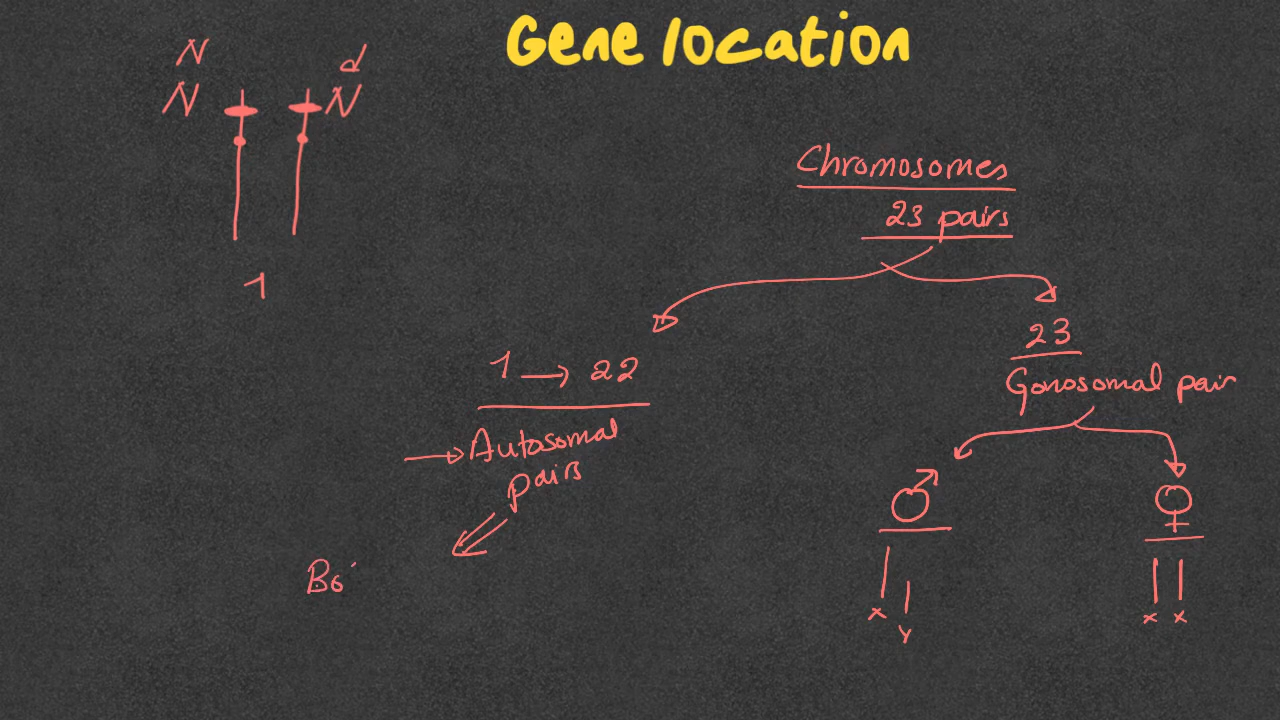 Gene location
N d
N N
1
Chromosomes
23 pairs
1 → 22
Autosomal
pairs
23
Gonosomal pair
♂ ♀
x y
x x